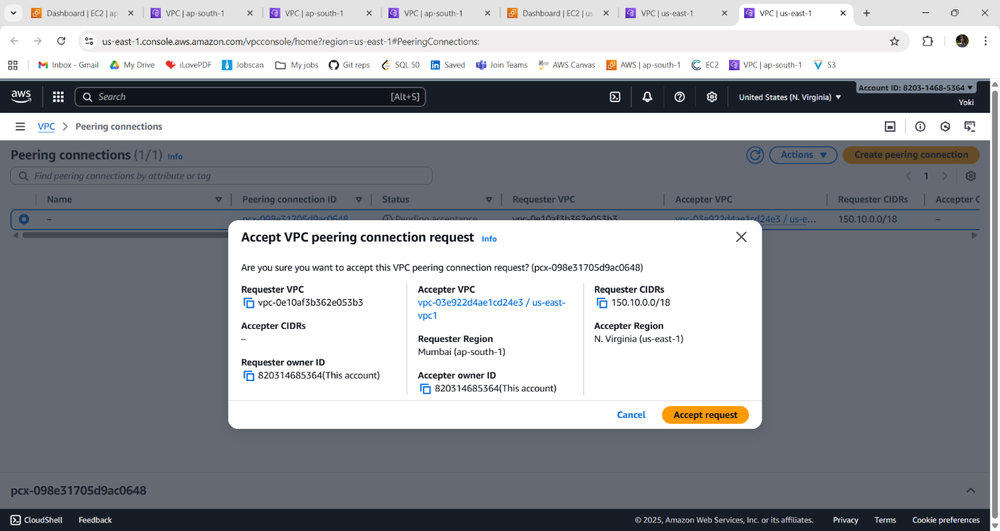 Dashboard | EC2 | ap
VPC | ap-south-1
VPC | ap-south-1
VPC | ap-south-1
Dashboard | EC2 | us
VPC | us-east-1
VPC | us-east-1
us-east-1.console.aws.amazon.com/vpcconsole/home?region=us-east-1#PeeringConnections:
Inbox - Gmail
My Drive
iLovePDF
Jobscan
My jobs
Git reps
SQL 50
Saved
Join Teams
AWS Canvas
AWS | ap-south-1
EC2
VPC | ap-south-1
S3
aws
Search
[Alt+S]
United States (N. Virginia)
Account ID: 8203-1468-5364
Yoki
VPC
Peering connections
Peering connections (1/1) Info
Actions
Create peering connection
Find peering connections by attribute or tag
1
Name
Peering connection ID
Status
Requester VPC
Accepter VPC
Requester CIDRs
Accepter C
–
pcx-098e31705d9ac0648
Pending acceptance
vpc-0e10af3b362e053b3
vpc-03e922d4ae1cd24e3 / us-e...
150.10.0.0/18
–
Accept VPC peering connection request Info
Are you sure you want to accept this VPC peering connection request? (pcx-098e31705d9ac0648)
Requester VPC
vpc-0e10af3b362e053b3
Accepter CIDRs
–
Requester owner ID
820314685364(This account)
Accepter VPC
vpc-03e922d4ae1cd24e3 / us-east-
vpc1
Requester Region
Mumbai (ap-south-1)
Accepter owner ID
820314685364(This account)
Requester CIDRs
150.10.0.0/18
Accepter Region
N. Virginia (us-east-1)
Cancel
Accept request
pcx-098e31705d9ac0648
CloudShell
Feedback
© 2025, Amazon Web Services, Inc. or its affiliates.
Privacy
Terms
Cookie preferences